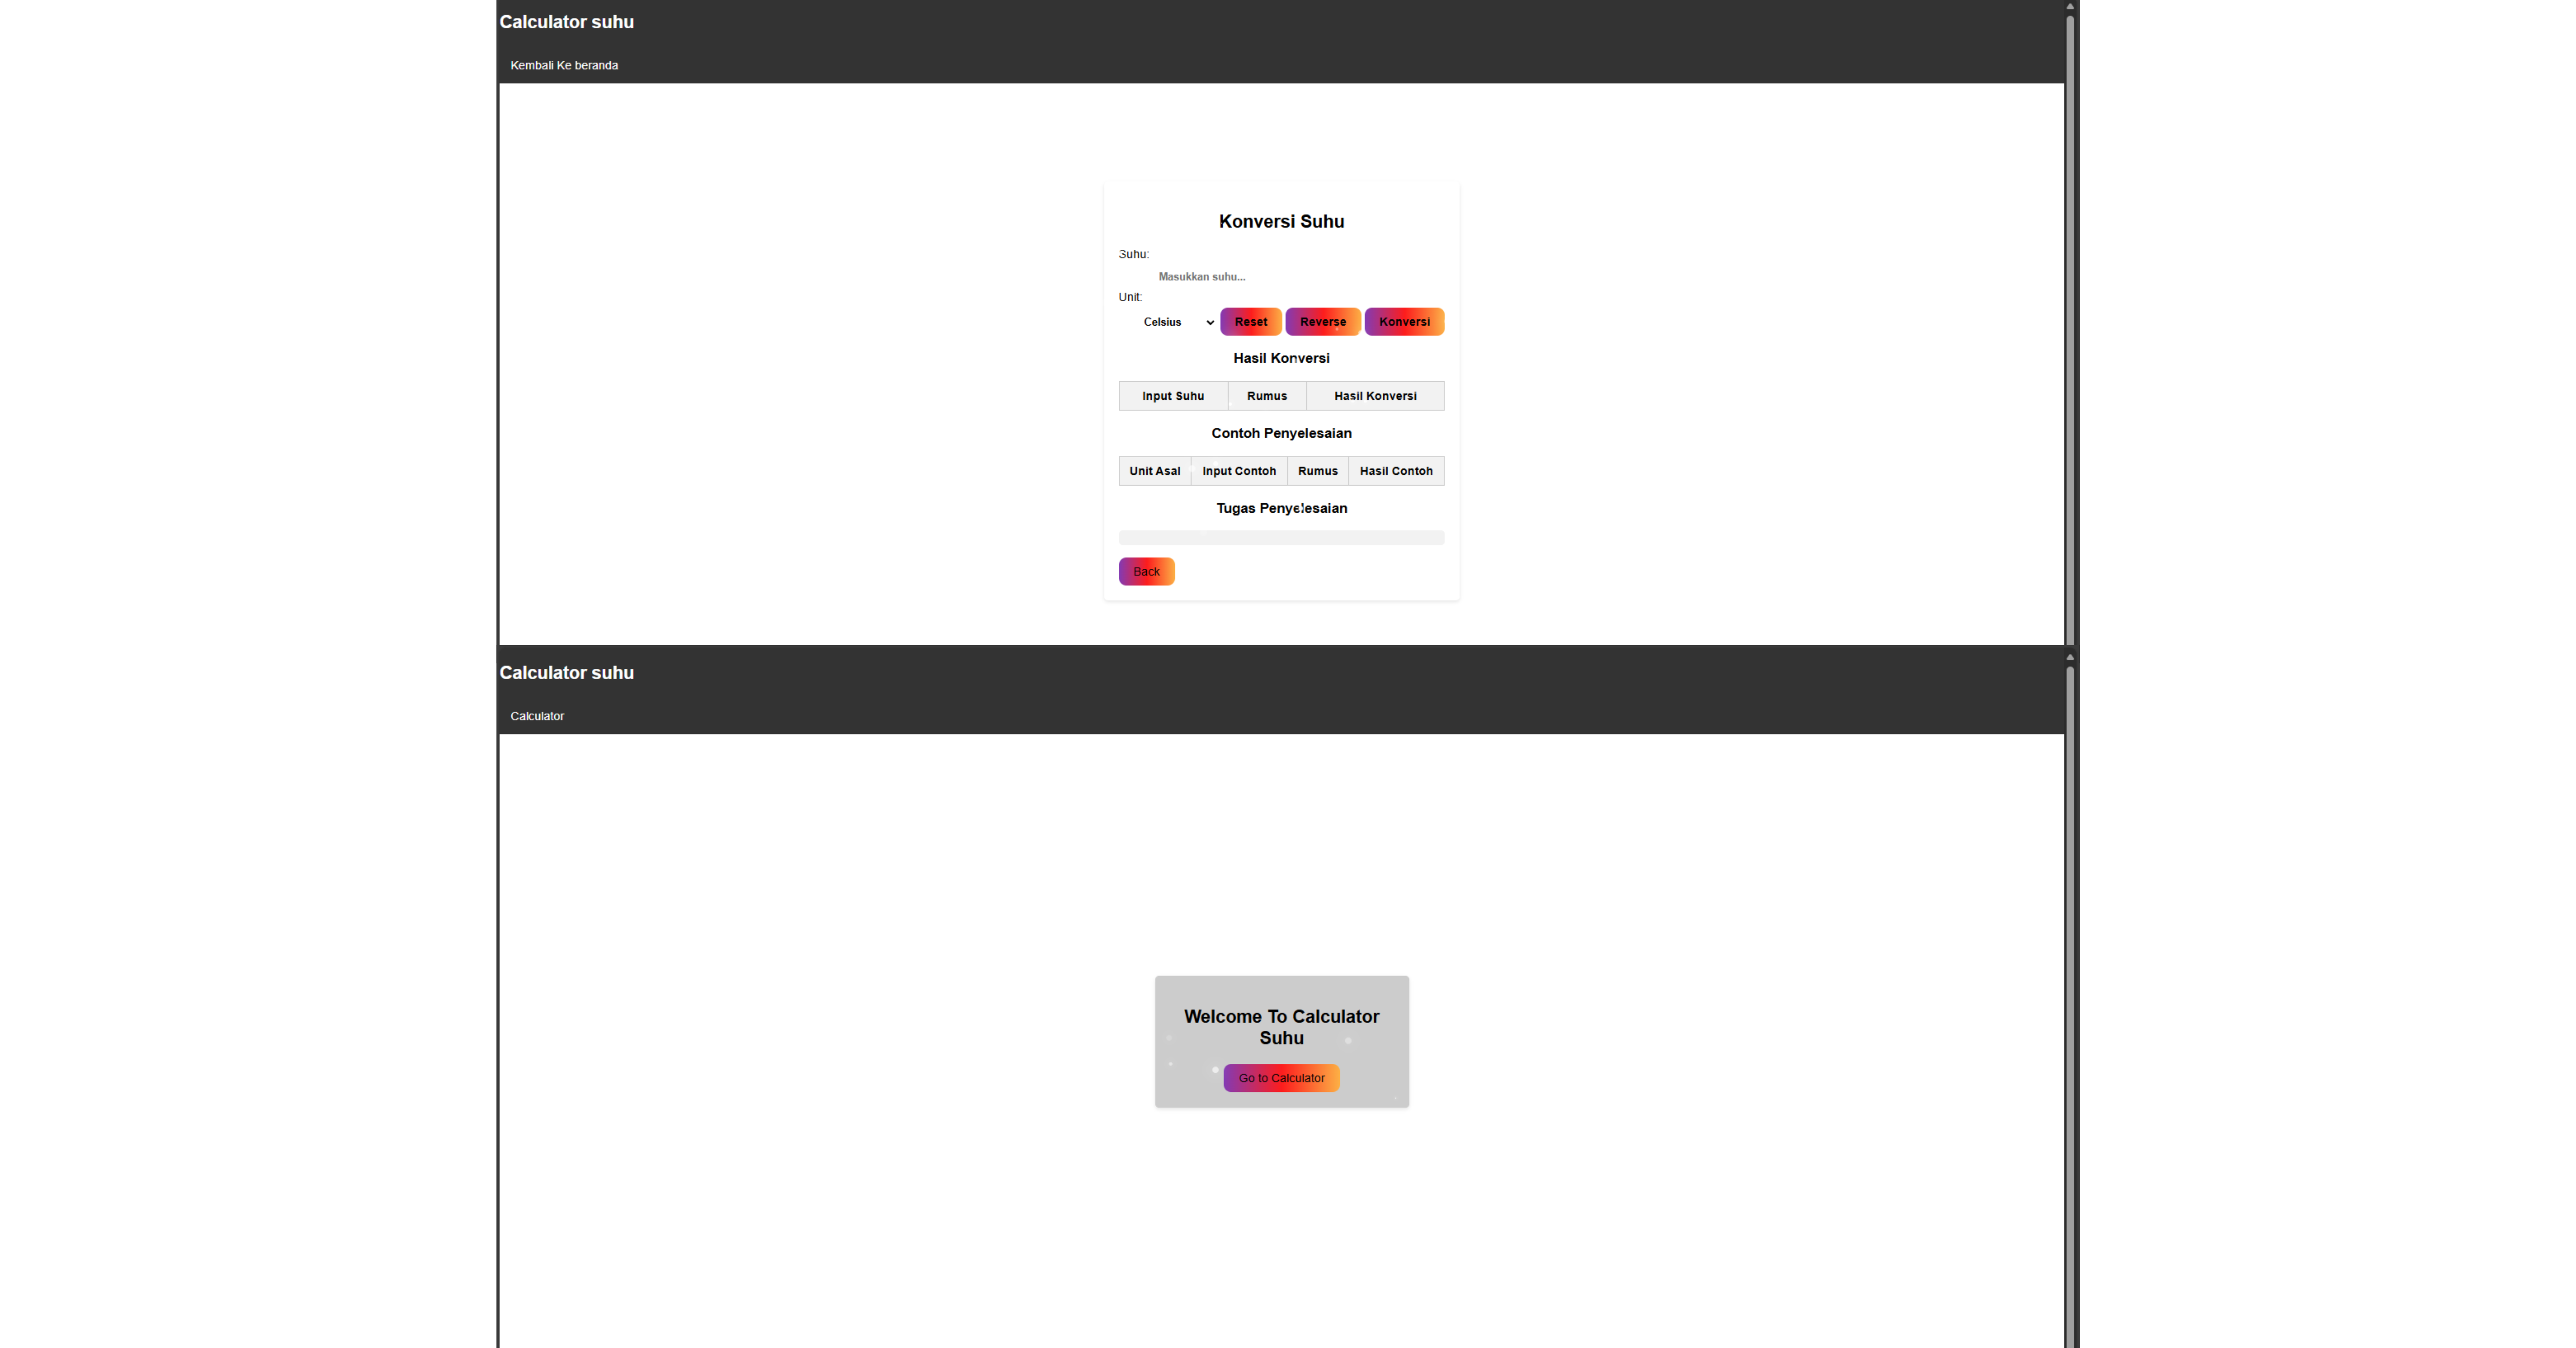 Calculator suhu
Kembali Ke beranda
Konversi Suhu
Suhu:
Masukkan suhu...
Unit:
Celsius Reset Reverse Konversi
Hasil Konversi
Input Suhu Rumus Hasil Konversi
Contoh Penyelesaian
Unit Asal Input Contoh Rumus Hasil Contoh
Tugas Penyelesaian
Back
Calculator suhu
Calculator
Welcome To Calculator
Suhu
Go to Calculator